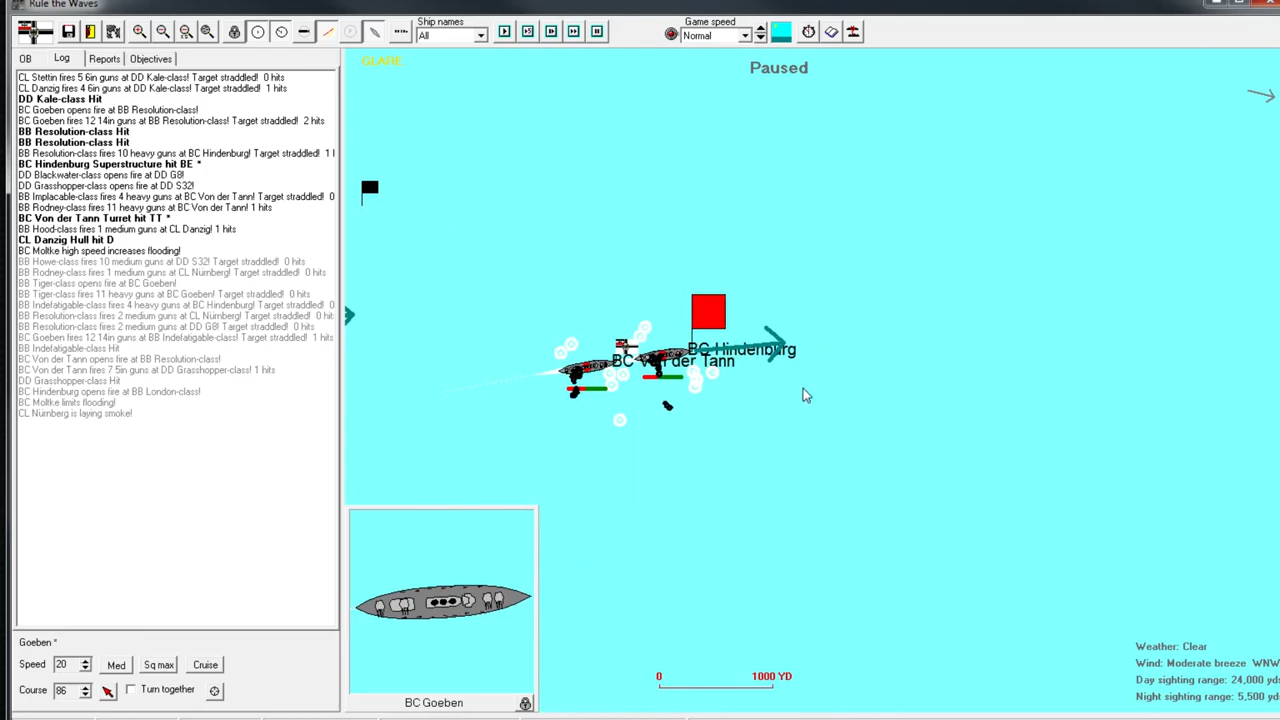 Rule the Waves
Ship names
All
Game speed
Normal
OB Log Reports Objectives
CL Stettin fires 5 6in guns at DD Kale-class! Target straddled! 0 hits
CL Danzig fires 4 6in guns at DD Kale-class! Target straddled! 1 hits
DD Kale-class Hit
BC Goeben opens fire at BB Resolution-class!
BC Goeben fires 12 14in guns at BB Resolution-class! Target straddled! 2 hits
BB Resolution-class Hit
BB Resolution-class Hit
BB Resolution-class fires 10 heavy guns at BC Hindenburg! Target straddled! 1
BC Hindenburg Superstructure hit BE *
DD Blackwater-class opens fire at DD G8!
DD Grasshopper-class opens fire at DD S32!
BB Implacable-class fires 4 heavy guns at BC Von der Tann! Target straddled! 0
BB Rodney-class fires 11 heavy guns at BC Von der Tann! 1 hits
BC Von der Tann Turret hit TT *
BB Hood-class fires 1 medium guns at CL Danzig! 1 hits
CL Danzig Hull hit D
BC Moltke high speed increases flooding!
BB Howe-class fires 10 medium guns at DD S32! Target straddled! 0 hits
BB Rodney-class fires 1 medium guns at CL Nürnberg! Target straddled! 0 hits
BB Tiger-class opens fire at BC Goeben!
BB Tiger-class fires 11 heavy guns at BC Goeben! Target straddled! 0 hits
BB Indefatigable-class fires 4 heavy guns at BC Hindenburg! Target straddled! 0
BB Resolution-class fires 2 medium guns at CL Nürnberg! Target straddled! 0 hits
BB Resolution-class fires 2 medium guns at DD G8! Target straddled! 0 hits
BC Goeben fires 12 14in guns at BB Indefatigable-class! Target straddled! 1 hits
BB Indefatigable-class Hit
BC Von der Tann opens fire at BB Resolution-class!
BC Von der Tann fires 7 5in guns at DD Grasshopper-class! 1 hits
DD Grasshopper-class Hit
BC Hindenburg opens fire at BB London-class!
BC Moltke limits flooding!
CL Nürnberg is laying smoke!
GLARE
Paused
BC Hindenburg
BC Von der Tann
Goeben *
Speed 20 Med Sq max Cruise
Course 86 Turn together
BC Goeben
0 1000 YD
Weather: Clear
Wind: Moderate breeze WNW
Day sighting range: 24,000 yds
Night sighting range: 5,500 yds